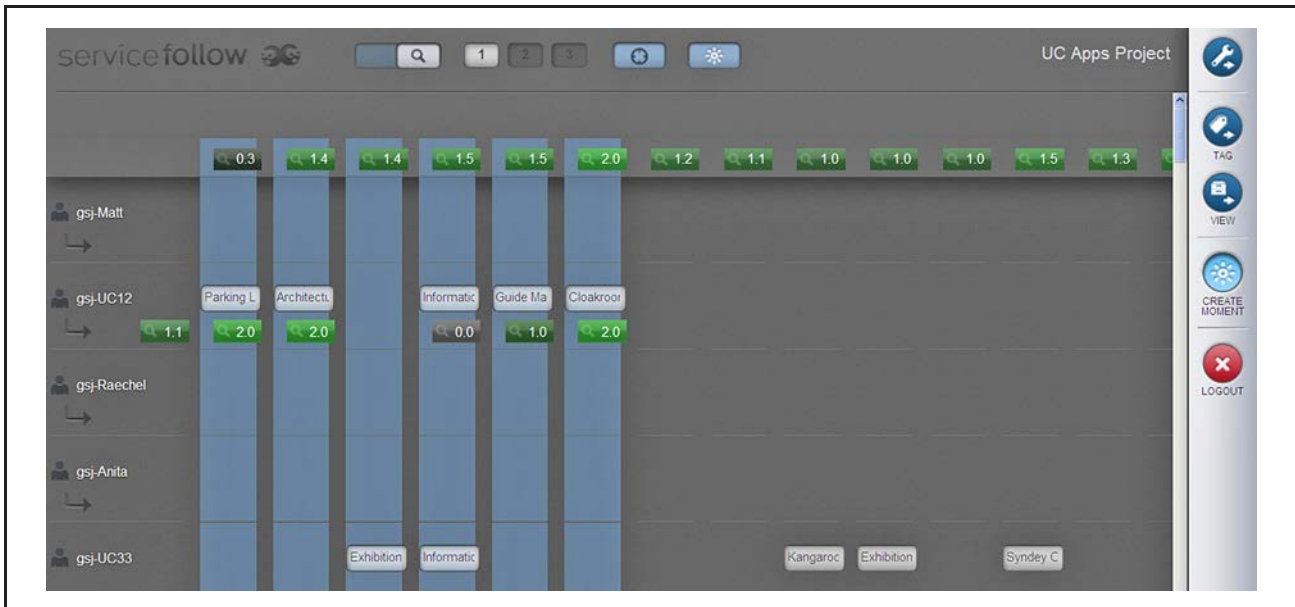 servicefollow
1 2 3
UC Apps Project
0.3 1.4 1.4 1.5 1.5 2.0 1.2 1.1 1.0 1.0 1.0 1.5 1.3
TAG
gsj-Matt
VIEW
gsj-UC12 Parking L Architectu Informatic Guide Ma Cloakroor
CREATE
MOMENT
1.1 2.0 2.0 0.0 1.0 2.0
gsj-Raechel
LOGOUT
gsj-Anita
gsj-UC33 Exhibition Informatic Kangaroc Exhibition Syndey C